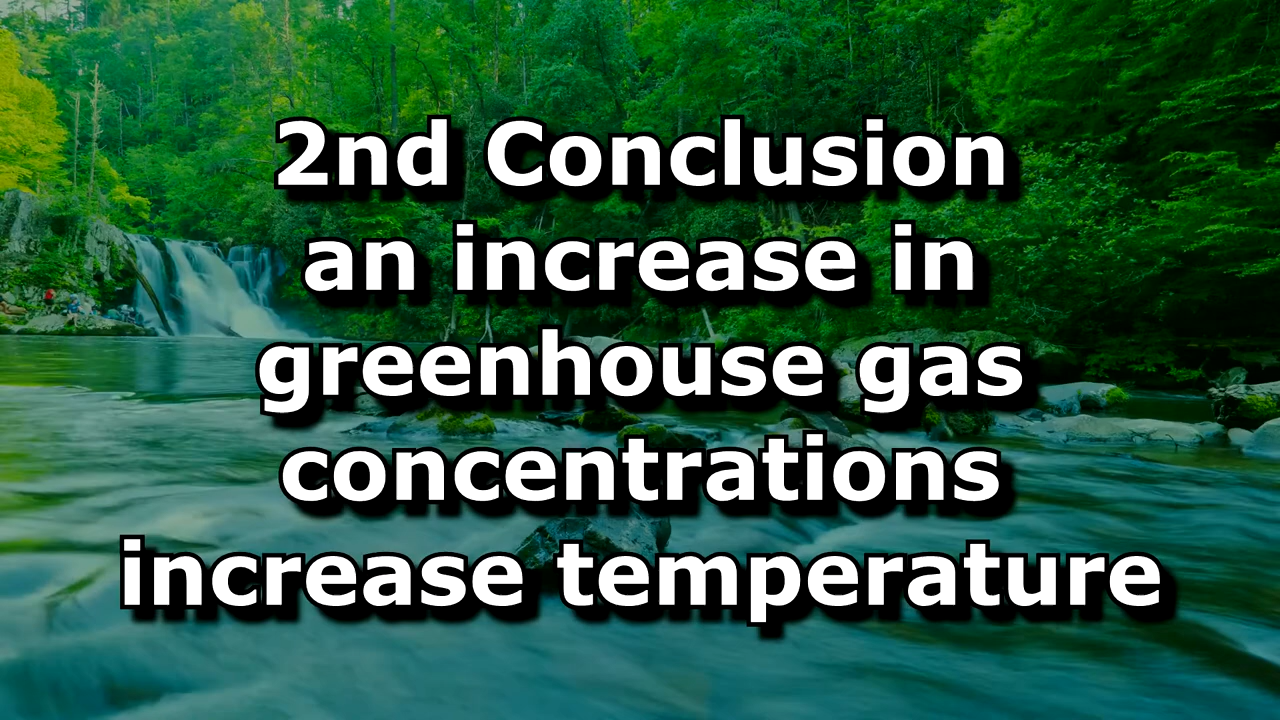 2nd Conclusion
an increase in
greenhouse gas
concentrations
increase temperature